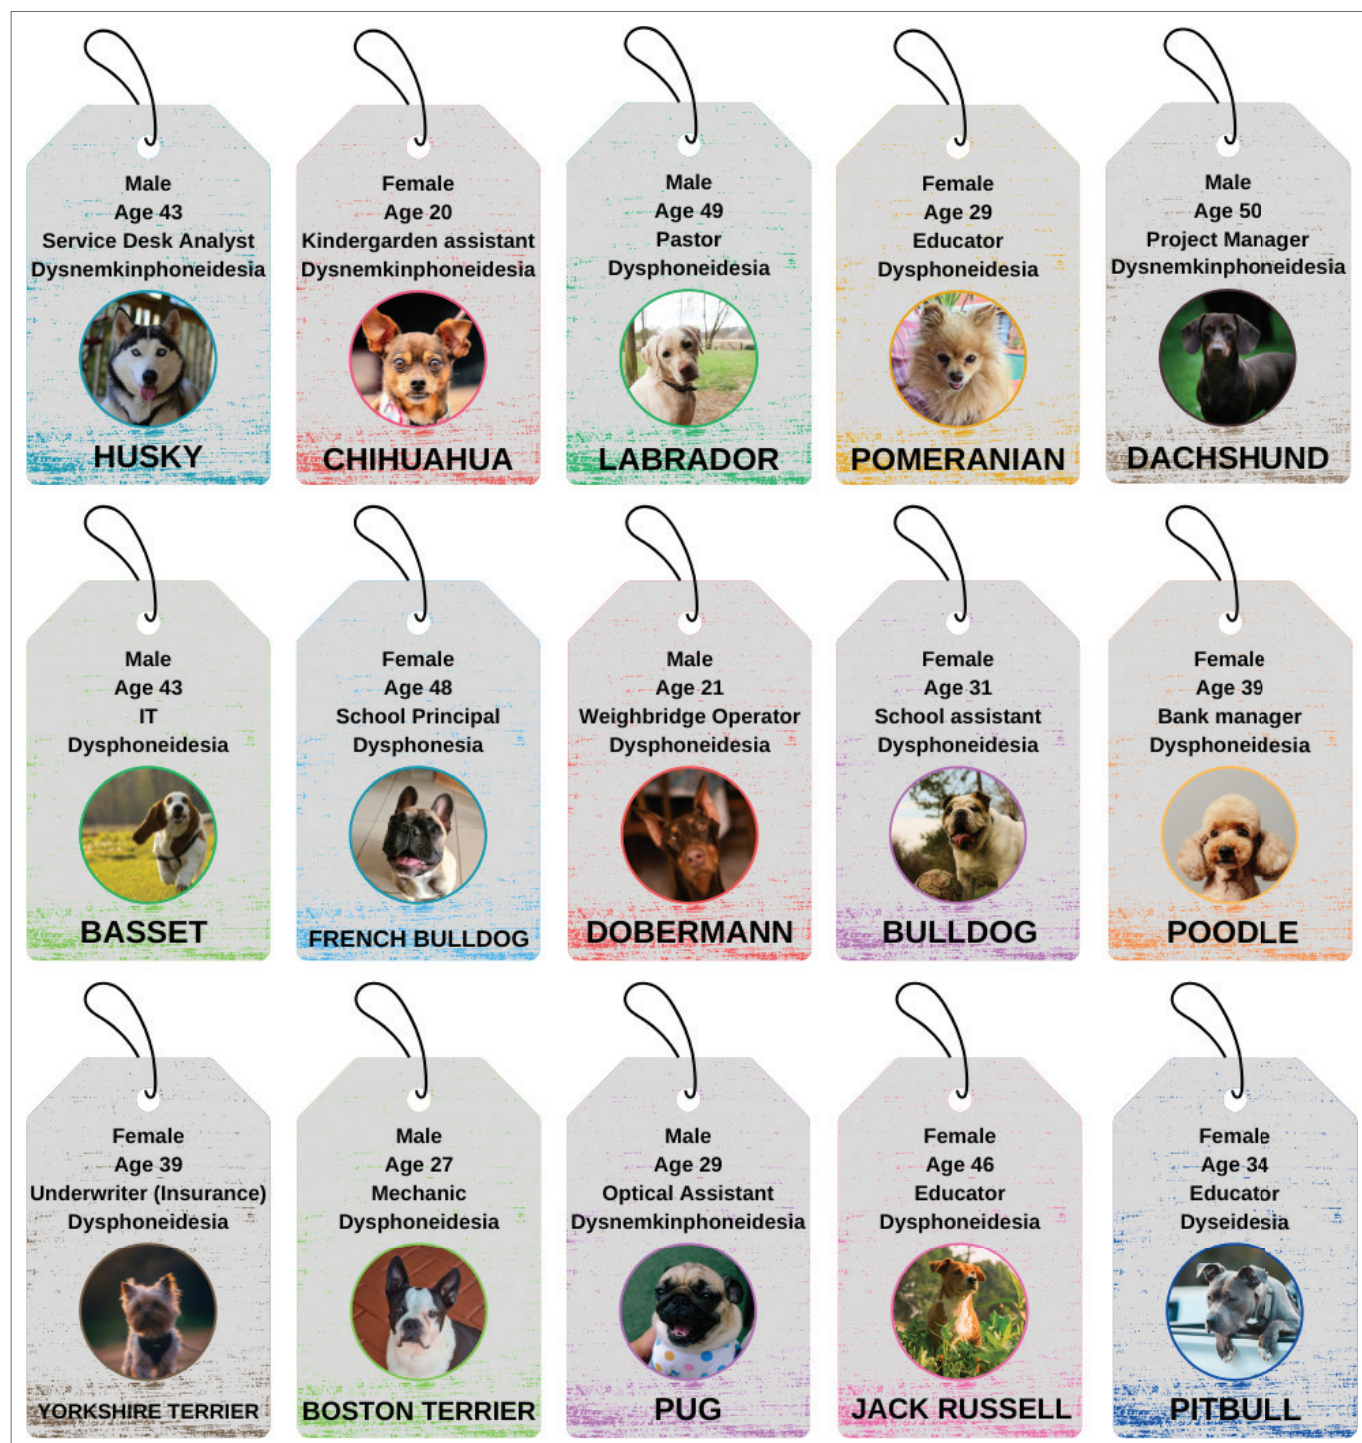 Male
Age 43
Service Desk Analyst
Dysnemkinphoneidesia
HUSKY
Female
Age 20
Kindergarden assistant
Dysnemkinphoneidesia
CHIHUAHUA
Male
Age 49
Pastor
Dysphoneidesia
LABRADOR
Female
Age 29
Educator
Dysphoneidesia
POMERANIAN
Male
Age 50
Project Manager
Dysnemkinphoneidesia
DACHSHUND
Male
Age 43
IT
Dysphoneidesia
BASSET
Female
Age 48
School Principal
Dysphonesia
FRENCH BULLDOG
Male
Age 21
Weighbridge Operator
Dysphoneidesia
DOBERMANN
Female
Age 31
School assistant
Dysphoneidesia
BULLDOG
Female
Age 39
Bank manager
Dysphoneidesia
POODLE
Female
Age 39
Underwriter (Insurance)
Dysphoneidesia
YORKSHIRE TERRIER
Male
Age 27
Mechanic
Dysphoneidesia
BOSTON TERRIER
Male
Age 29
Optical Assistant
Dysnemkinphoneidesia
PUG
Female
Age 46
Educator
Dysphoneidesia
JACK RUSSELL
Female
Age 34
Educator
Dyseidesia
PITBULL